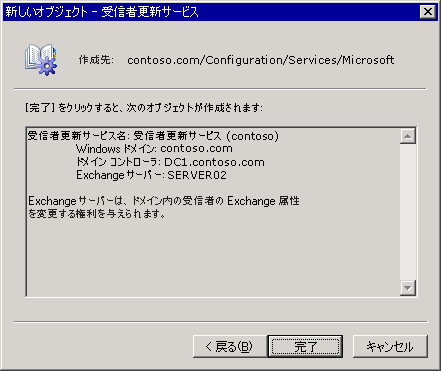 新しいオブジェクト - 受信者更新サービス
作成先: contoso.com/Configuration/Services/Microsoft
[完了] をクリックすると、次のオブジェクトが作成されます:
受信者更新サービス名: 受信者更新サービス (contoso)
Windows ドメイン: contoso.com
ドメイン コントローラ: DC1.contoso.com
Exchange サーバー: SERVER02
Exchange サーバーは、ドメイン内の受信者の Exchange 属性
を変更する権利を与えられます。
< 戻る(B)
完了
キャンセル